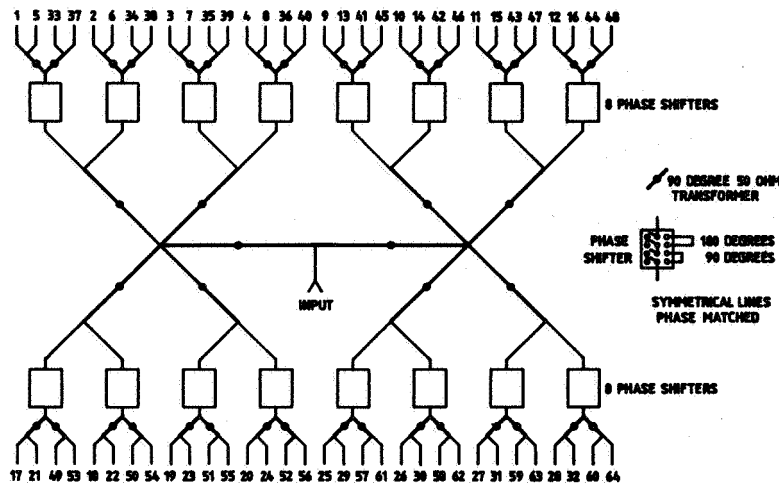 1 5 33 37 2 6 34 38 3 7 35 39 4 8 36 40 9 13 41 45 10 14 42 46 11 15 43 47 12 16 44 48
8 PHASE SHIFTERS
90 DEGREE 50 OHM
TRANSFORMER
PHASE
SHIFTER
180 DEGREES
90 DEGREES
INPUT
SYMMETRICAL LINES
PHASE MATCHED
8 PHASE SHIFTERS
17 21 49 53 18 22 50 54 19 23 51 55 20 24 52 56 25 29 57 61 26 30 58 62 27 31 59 63 28 32 60 64